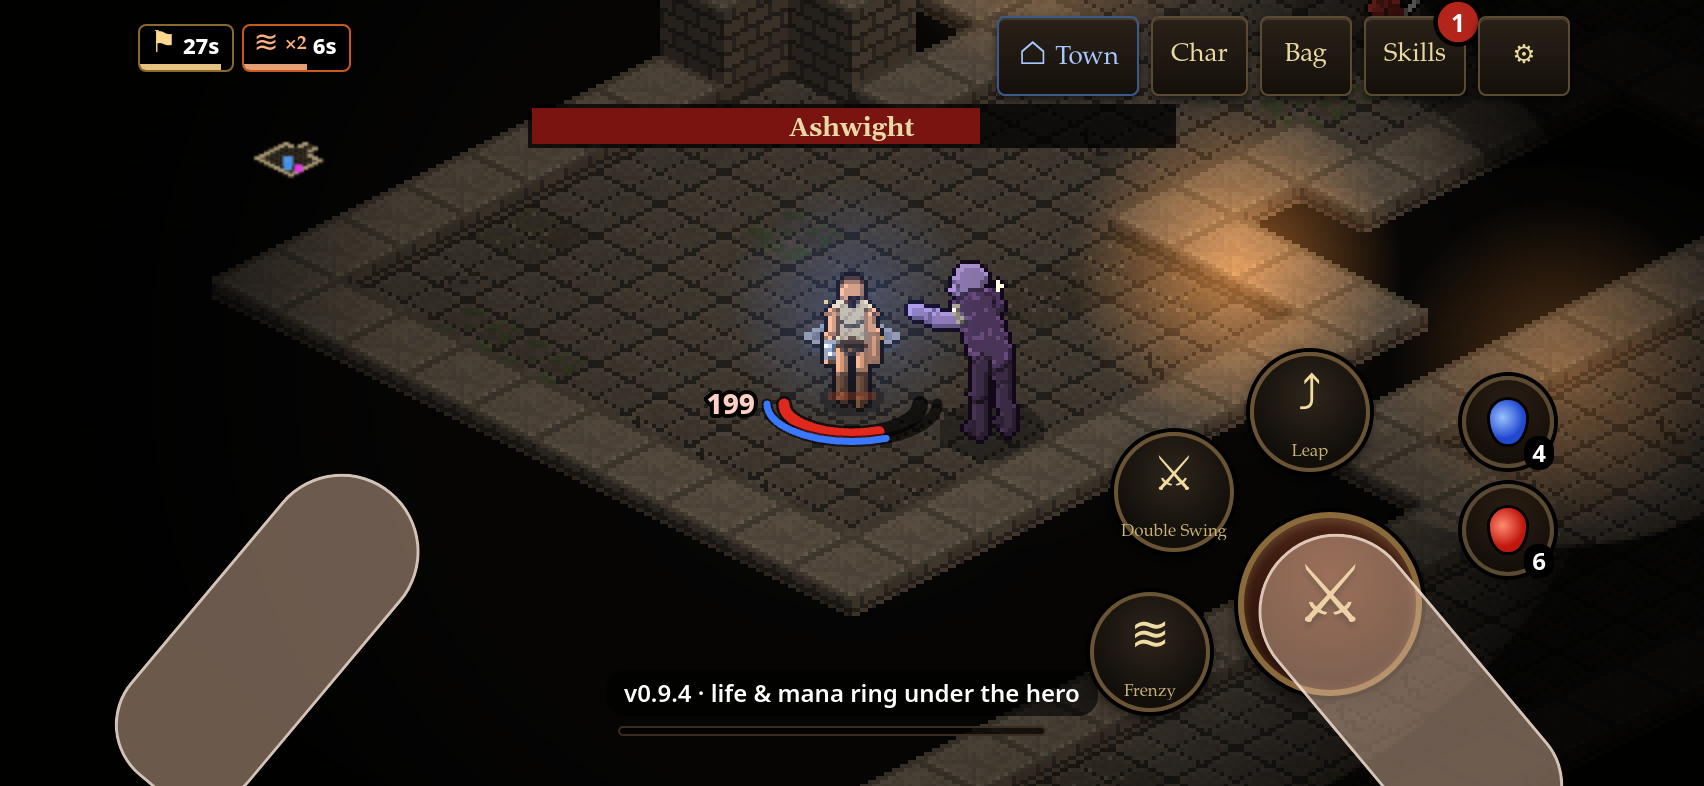 27s
×2 6s
Town
Char
Bag
Skills
1
Ashwight
199
Leap
4
Double Swing
6
Frenzy
v0.9.4 · life & mana ring under the hero